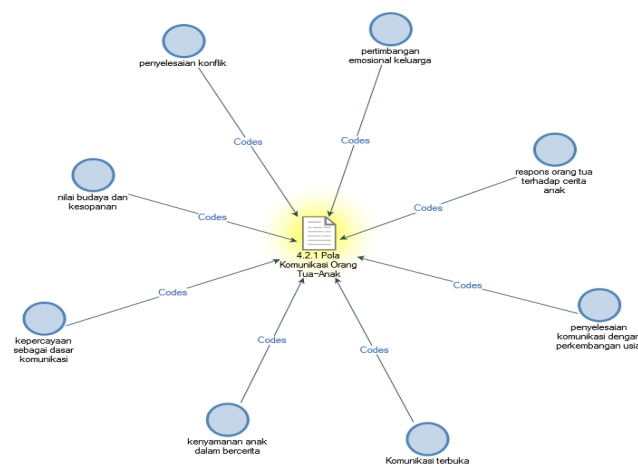 pertimbangan
emosional keluarga
penyelesaian konflik
Codes
Codes
respons orang tua
terhadap cerita
anak
nilai budaya dan
kesopanan
Codes
Codes
4.2.1 Pola
Komunikasi Orang
Tua-Anak
Codes
Codes
penyelesaian
komunikasi dengan
perkembangan usia
kepercayaan
sebagai dasar
komunikasi
Codes
Codes
kenyamanan anak
dalam bercerita
Komunikasi terbuka